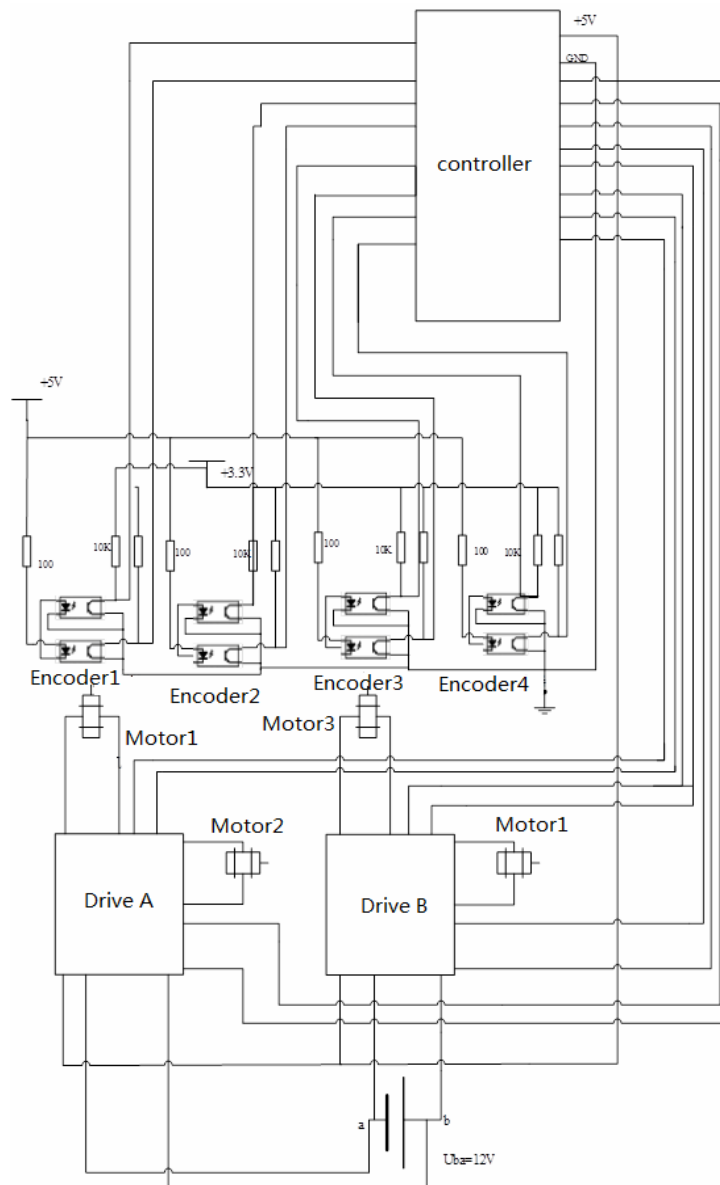 +5V
GND
controller
+5V
+3.3V
100
10K
100
10K
100
10K
100
10K
Encoder1
Encoder2
Encoder3
Encoder4
Motor1
Motor3
Motor2
Motor1
Drive A
Drive B
a
b
Uba=12V